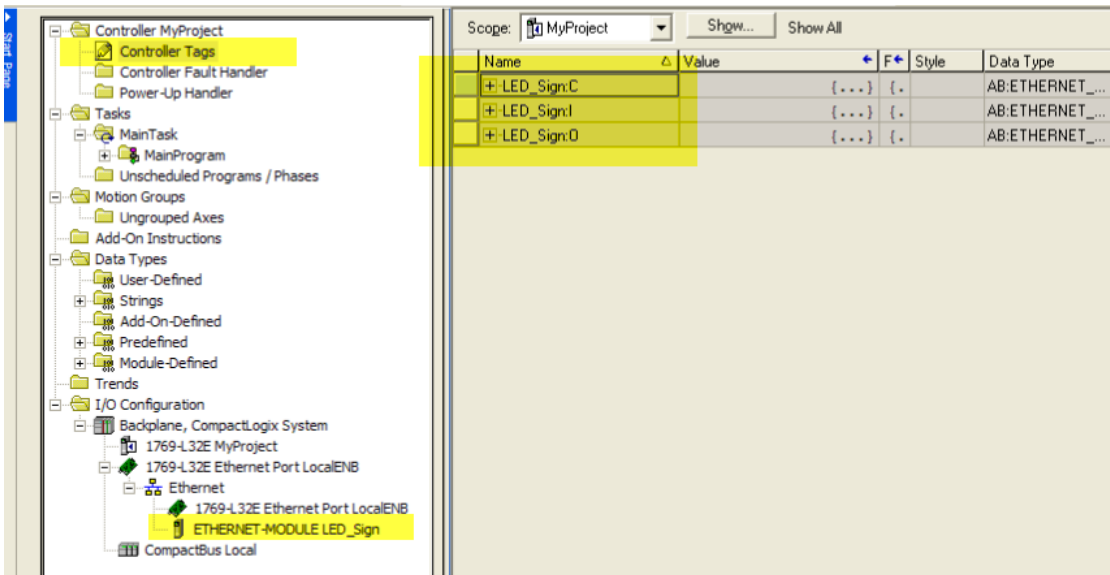 Start Pane
Controller MyProject
Controller Tags
Controller Fault Handler
Power-Up Handler
Tasks
MainTask
MainProgram
Unscheduled Programs / Phases
Motion Groups
Ungrouped Axes
Add-On Instructions
Data Types
User-Defined
Strings
Add-On-Defined
Predefined
Module-Defined
Trends
I/O Configuration
Backplane, CompactLogix System
1769-L32E MyProject
1769-L32E Ethernet Port LocalENB
Ethernet
1769-L32E Ethernet Port LocalENB
ETHERNET-MODULE LED_Sign
CompactBus Local
Scope: MyProject Show... Show All
Name Value F Style Data Type
LED_Sign:C {...} {. AB:ETHERNET_...
LED_Sign:I {...} {. AB:ETHERNET_...
LED_Sign:O {...} {. AB:ETHERNET_...